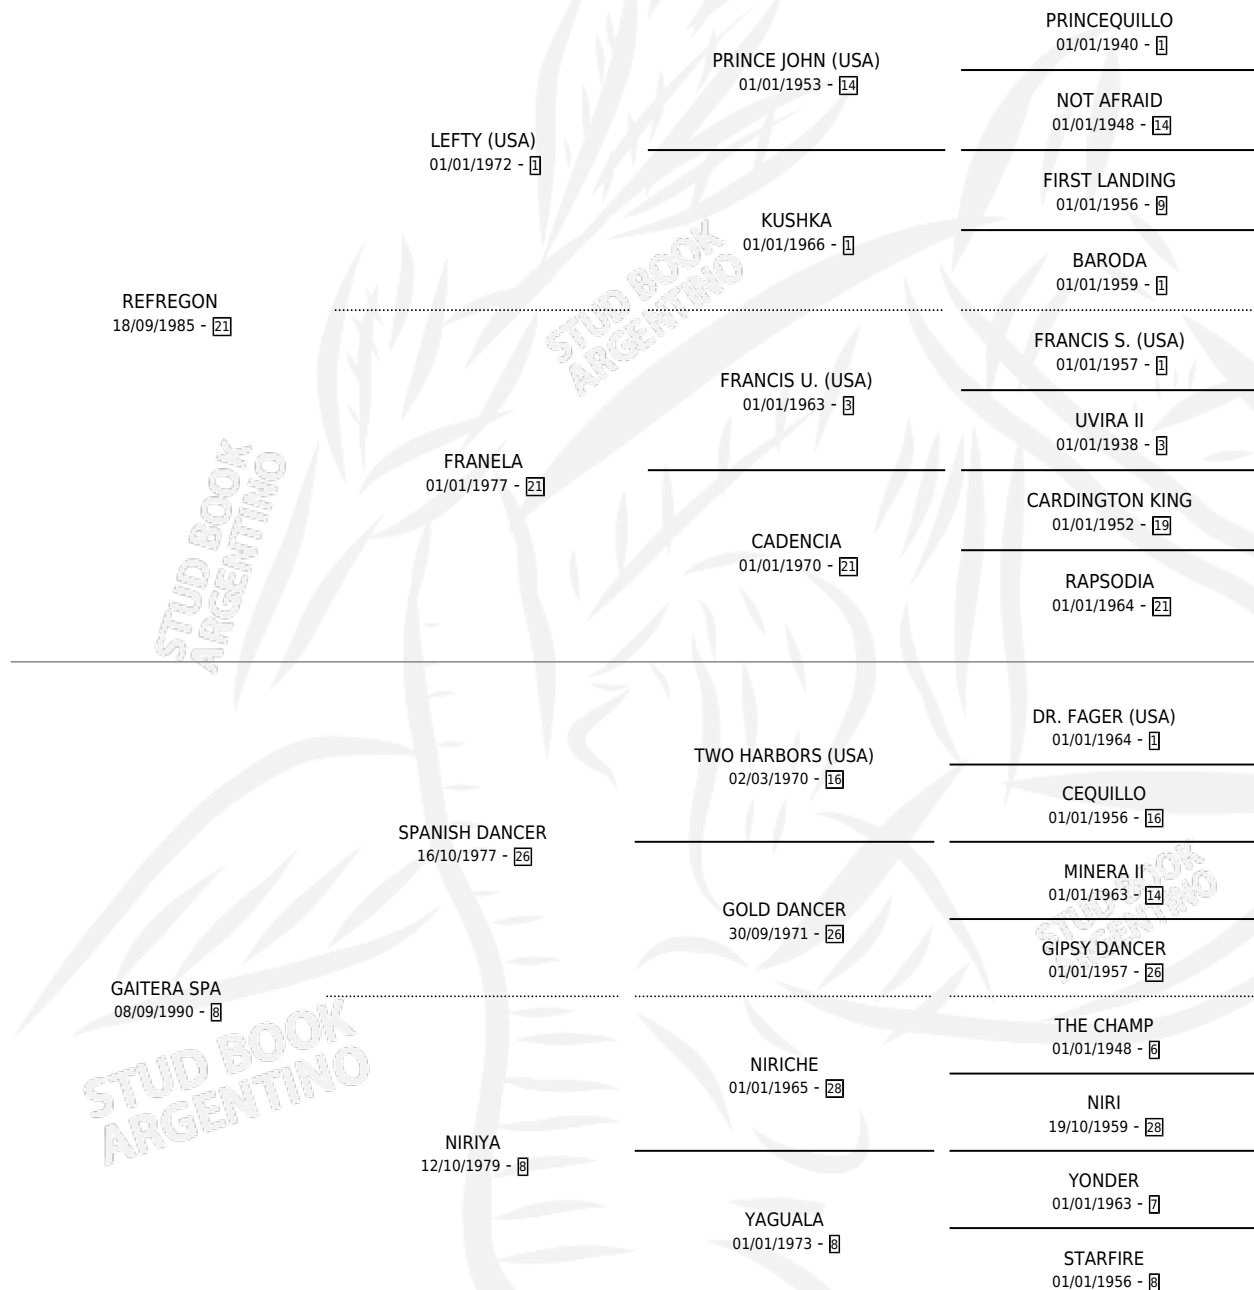 PRINCEQUILLO
01/01/1940 - 1
PRINCE JOHN (USA)
01/01/1953 - 14
NOT AFRAID
01/01/1948 - 14
LEFTY (USA)
01/01/1972 - 1
FIRST LANDING
01/01/1956 - 9
KUSHKA
01/01/1966 - 1
BARODA
01/01/1959 - 1
REFREGON
18/09/1985 - 21
FRANCIS S. (USA)
01/01/1957 - 1
FRANCIS U. (USA)
01/01/1963 - 3
UVIRA II
01/01/1938 - 3
FRANELA
01/01/1977 - 21
CARDINGTON KING
01/01/1952 - 19
CADENCIA
01/01/1970 - 21
RAPSODIA
01/01/1964 - 21
DR. FAGER (USA)
01/01/1964 - 1
TWO HARBORS (USA)
02/03/1970 - 16
CEQUILLO
01/01/1956 - 16
SPANISH DANCER
16/10/1977 - 26
MINERA II
01/01/1963 - 14
GOLD DANCER
30/09/1971 - 26
GIPSY DANCER
01/01/1957 - 26
GAITERA SPA
08/09/1990 - 8
THE CHAMP
01/01/1948 - 6
NIRICHE
01/01/1965 - 28
NIRI
19/10/1959 - 28
NIRIYA
12/10/1979 - 8
YONDER
01/01/1963 - 7
YAGUALA
01/01/1973 - 8
STARFIRE
01/01/1956 - 8
STUD BOOK
ARGENTINO
STUD BOOK
ARGENTINO
STUD BOOK
ARGENTINO
STUD BOOK
ARGENTINO